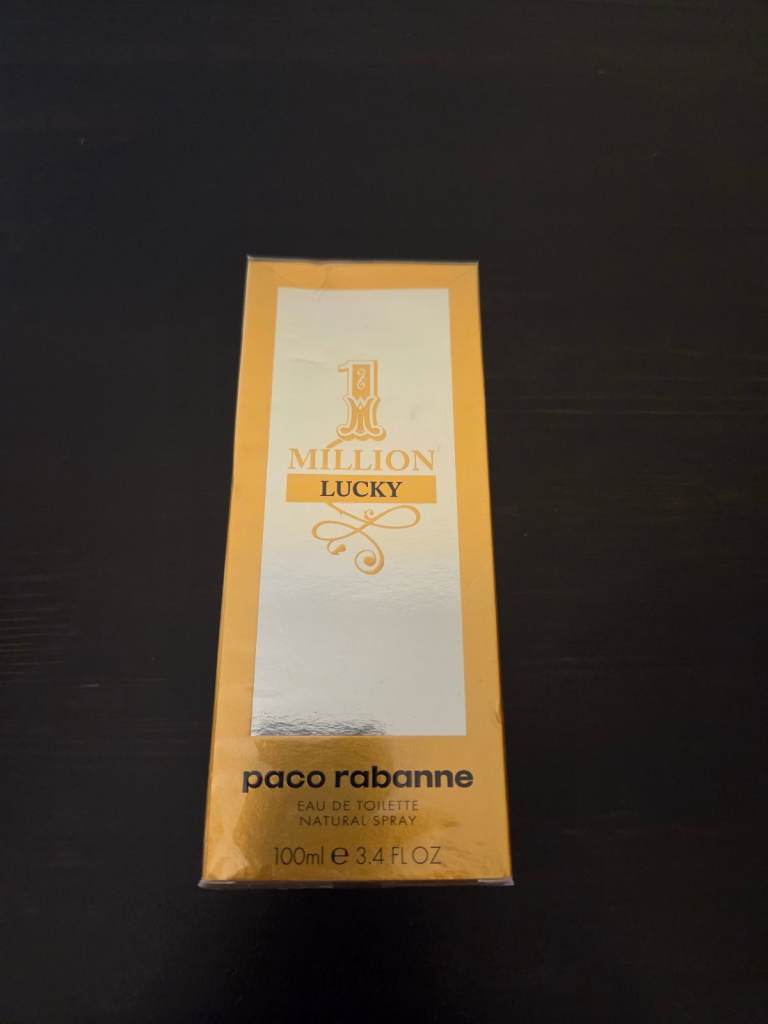 1
MILLION
LUCKY
paco rabanne
EAU DE TOILETTE
NATURAL SPRAY
100ml ℮ 3.4 FL OZ